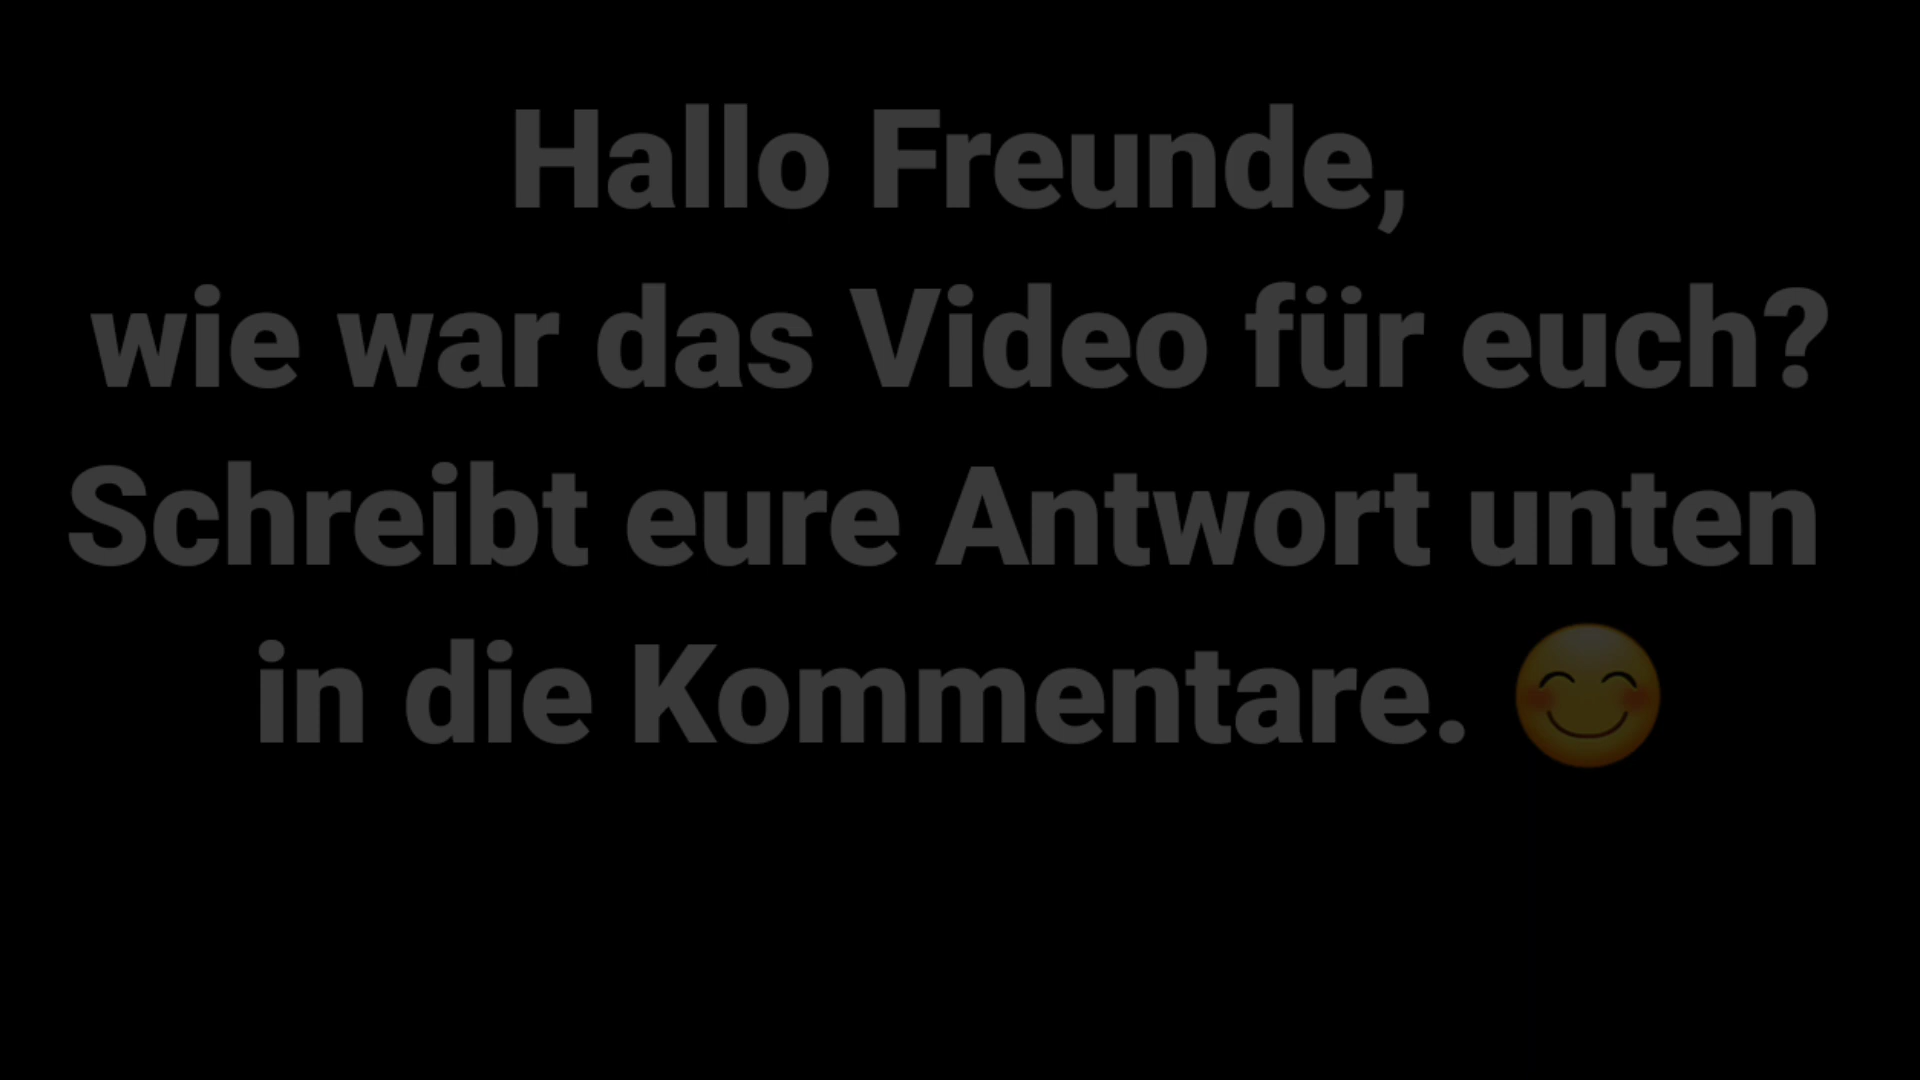 Hallo Freunde,
wie war das Video für euch?
Schreibt eure Antwort unten
in die Kommentare. 😊